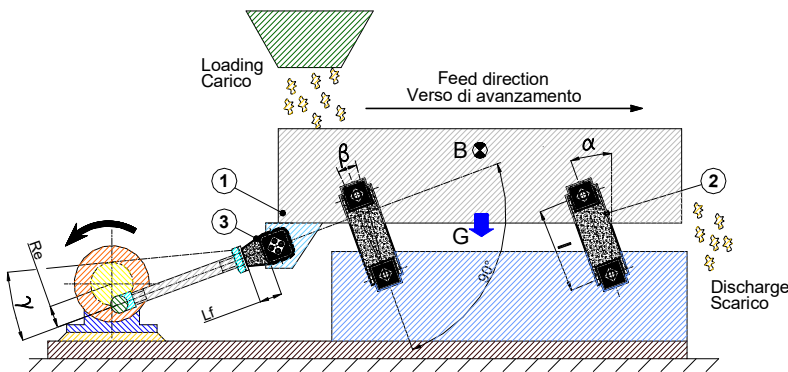 Loading
Carico
Feed direction
Verso di avanzamento
B
β
α
1
2
3
G
l
90°
Re
γ
Lf
Discharge
Scarico